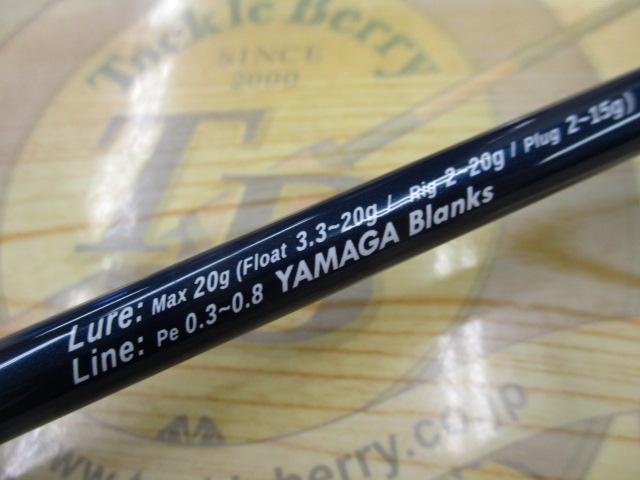 Tackle Berry
SINCE
2000
TB
Lure: Max 20g (Float 3.3~20g / Rig 2~20g / Plug 2~15g)
Line: Pe 0.3~0.8 YAMAGA Blanks
www.tackleberry.co.jp